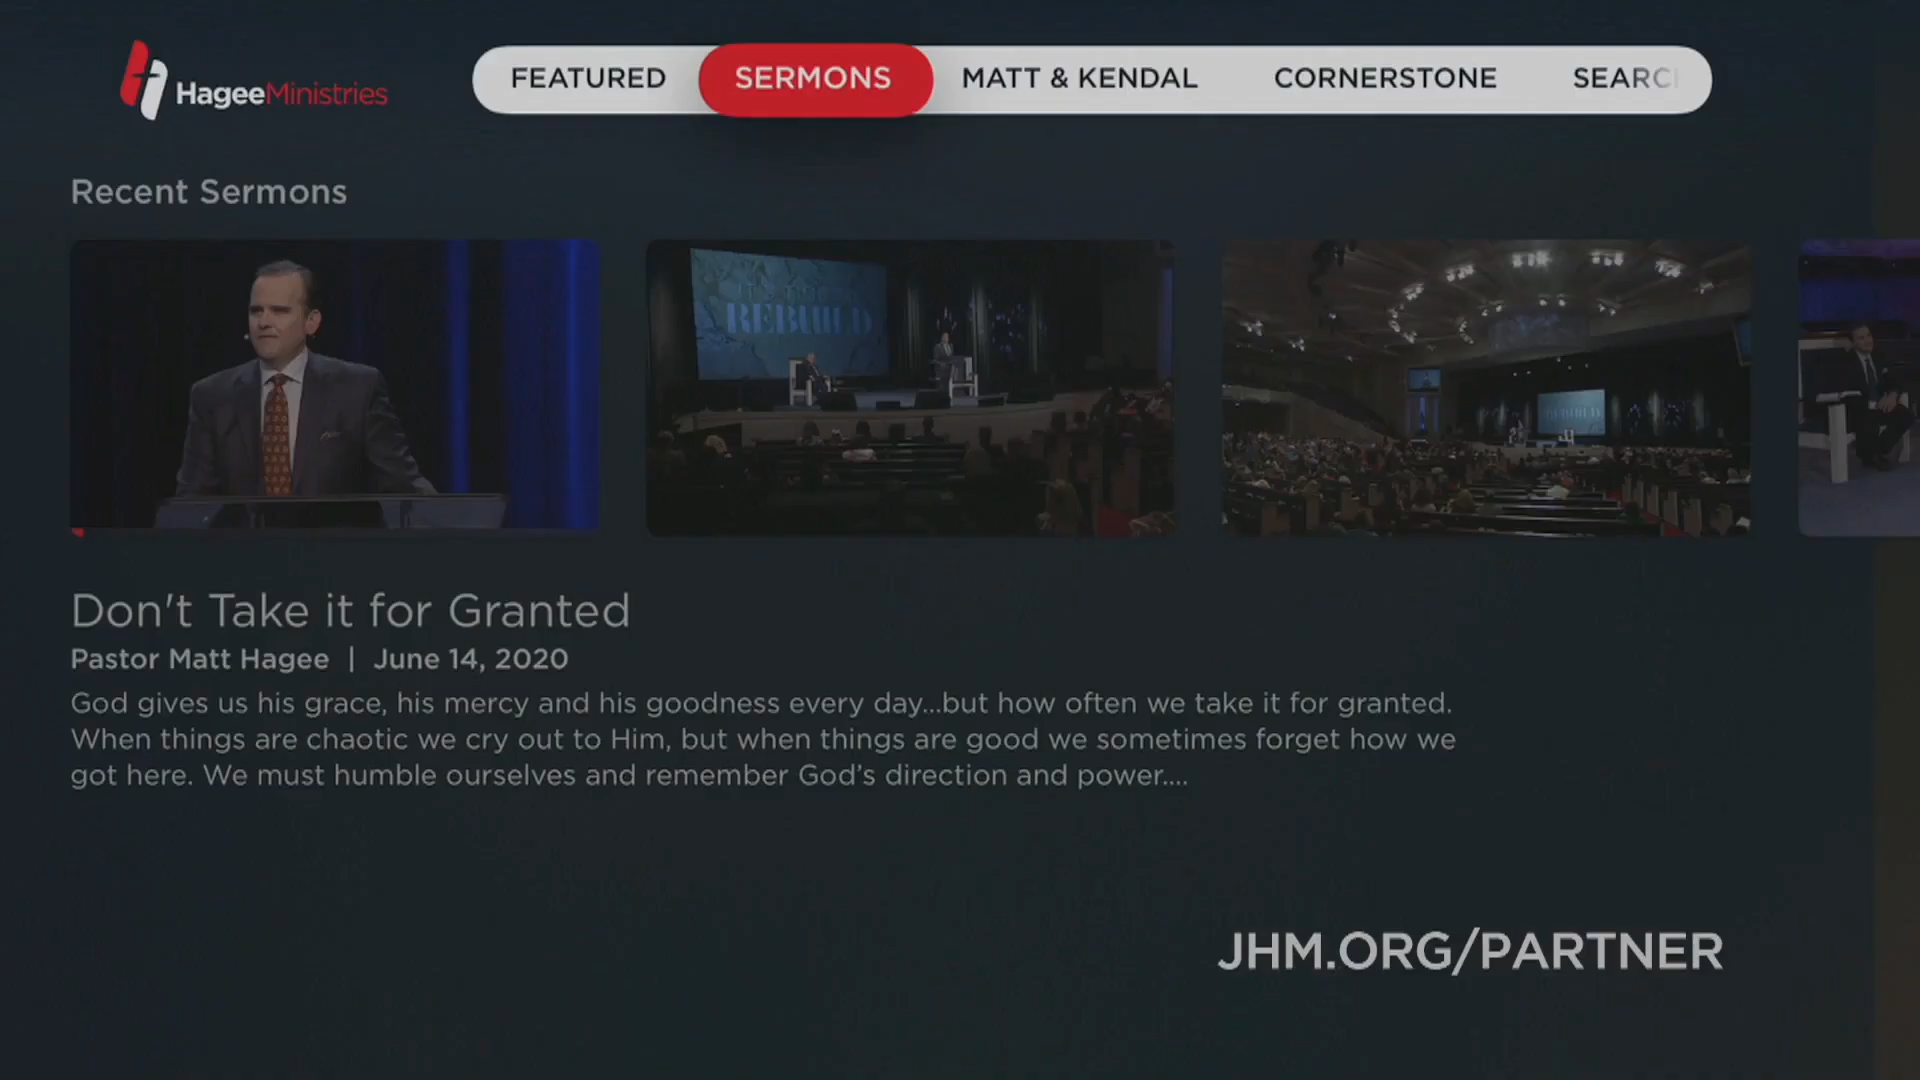 HageeMinistries
FEATURED
SERMONS
MATT & KENDAL
CORNERSTONE
SEARC
Recent Sermons
REBUILD
REBUILD
Don't Take it for Granted
Pastor Matt Hagee | June 14, 2020
God gives us his grace, his mercy and his goodness every day...but how often we take it for granted.
When things are chaotic we cry out to Him, but when things are good we sometimes forget how we
got here. We must humble ourselves and remember God’s direction and power....
JHM.ORG/PARTNER